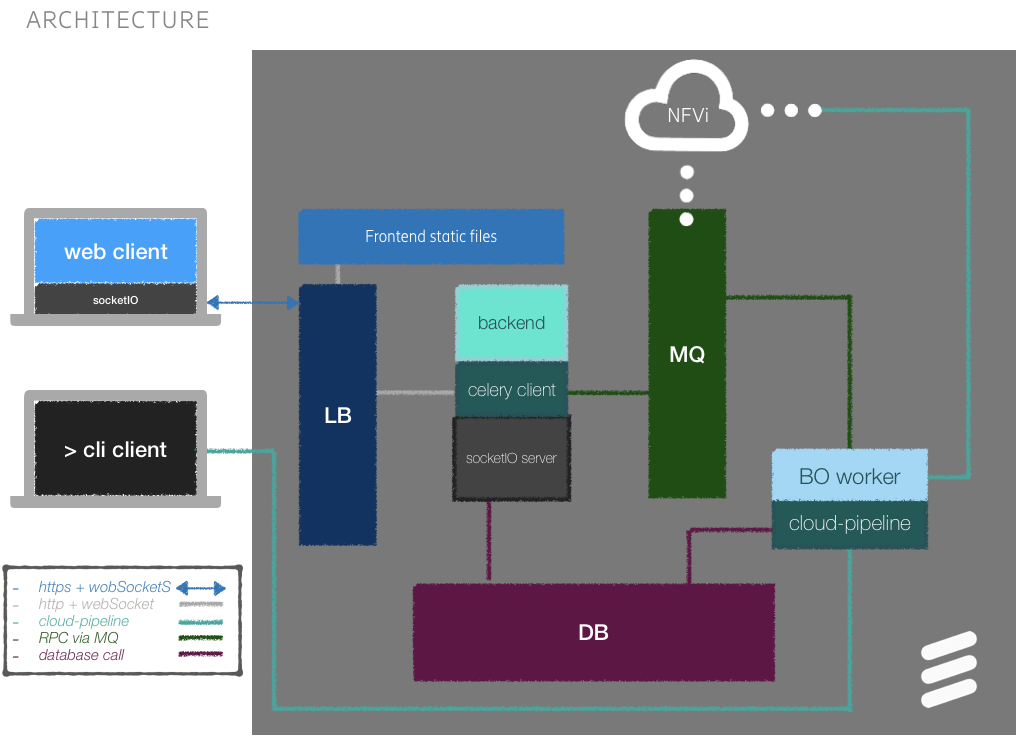 ARCHITECTURE
NFVi
Frontend static files
web client
socketIO
backend
MQ
celery client
LB
> cli client
socketIO server
BO worker
cloud-pipeline
- https + wobSocketS
- http + webSocket
- cloud-pipeline
- RPC via MQ
- database call
DB